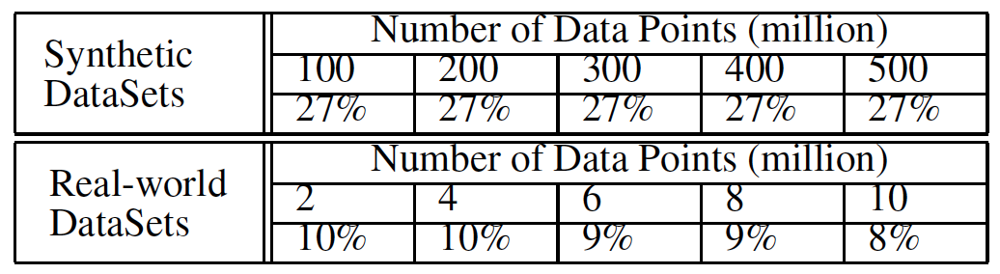 Synthetic
DataSets
Number of Data Points (million)
100 200 300 400 500
27% 27% 27% 27% 27%
Real-world
DataSets
Number of Data Points (million)
2 4 6 8 10
10% 10% 9% 9% 8%